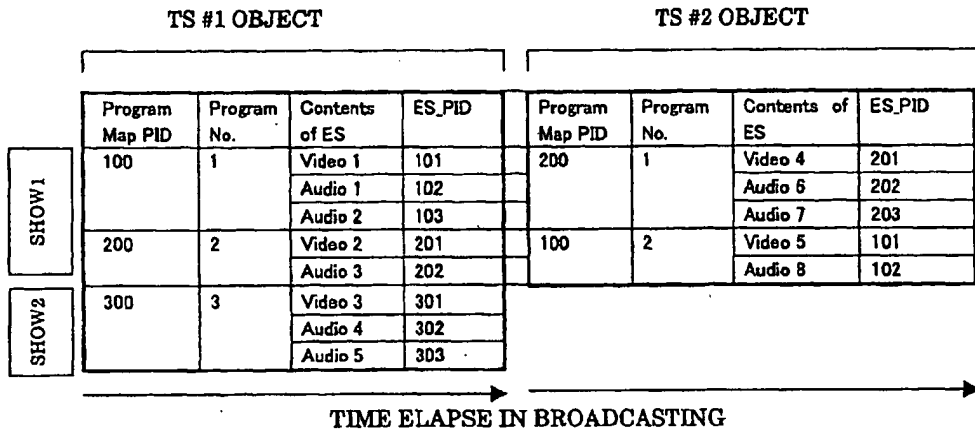 TS #1 OBJECT
TS #2 OBJECT
Program Map PID
Program No.
Contents of ES
ES_PID
Program Map PID
Program No.
Contents of ES
ES_PID
SHOW1
100 1 Video 1 101 200 1 Video 4 201
Audio 1 102 Audio 6 202
Audio 2 103 Audio 7 203
200 2 Video 2 201 100 2 Video 5 101
Audio 3 202 Audio 8 102
SHOW2
300 3 Video 3 301
Audio 4 302
Audio 5 303
TIME ELAPSE IN BROADCASTING